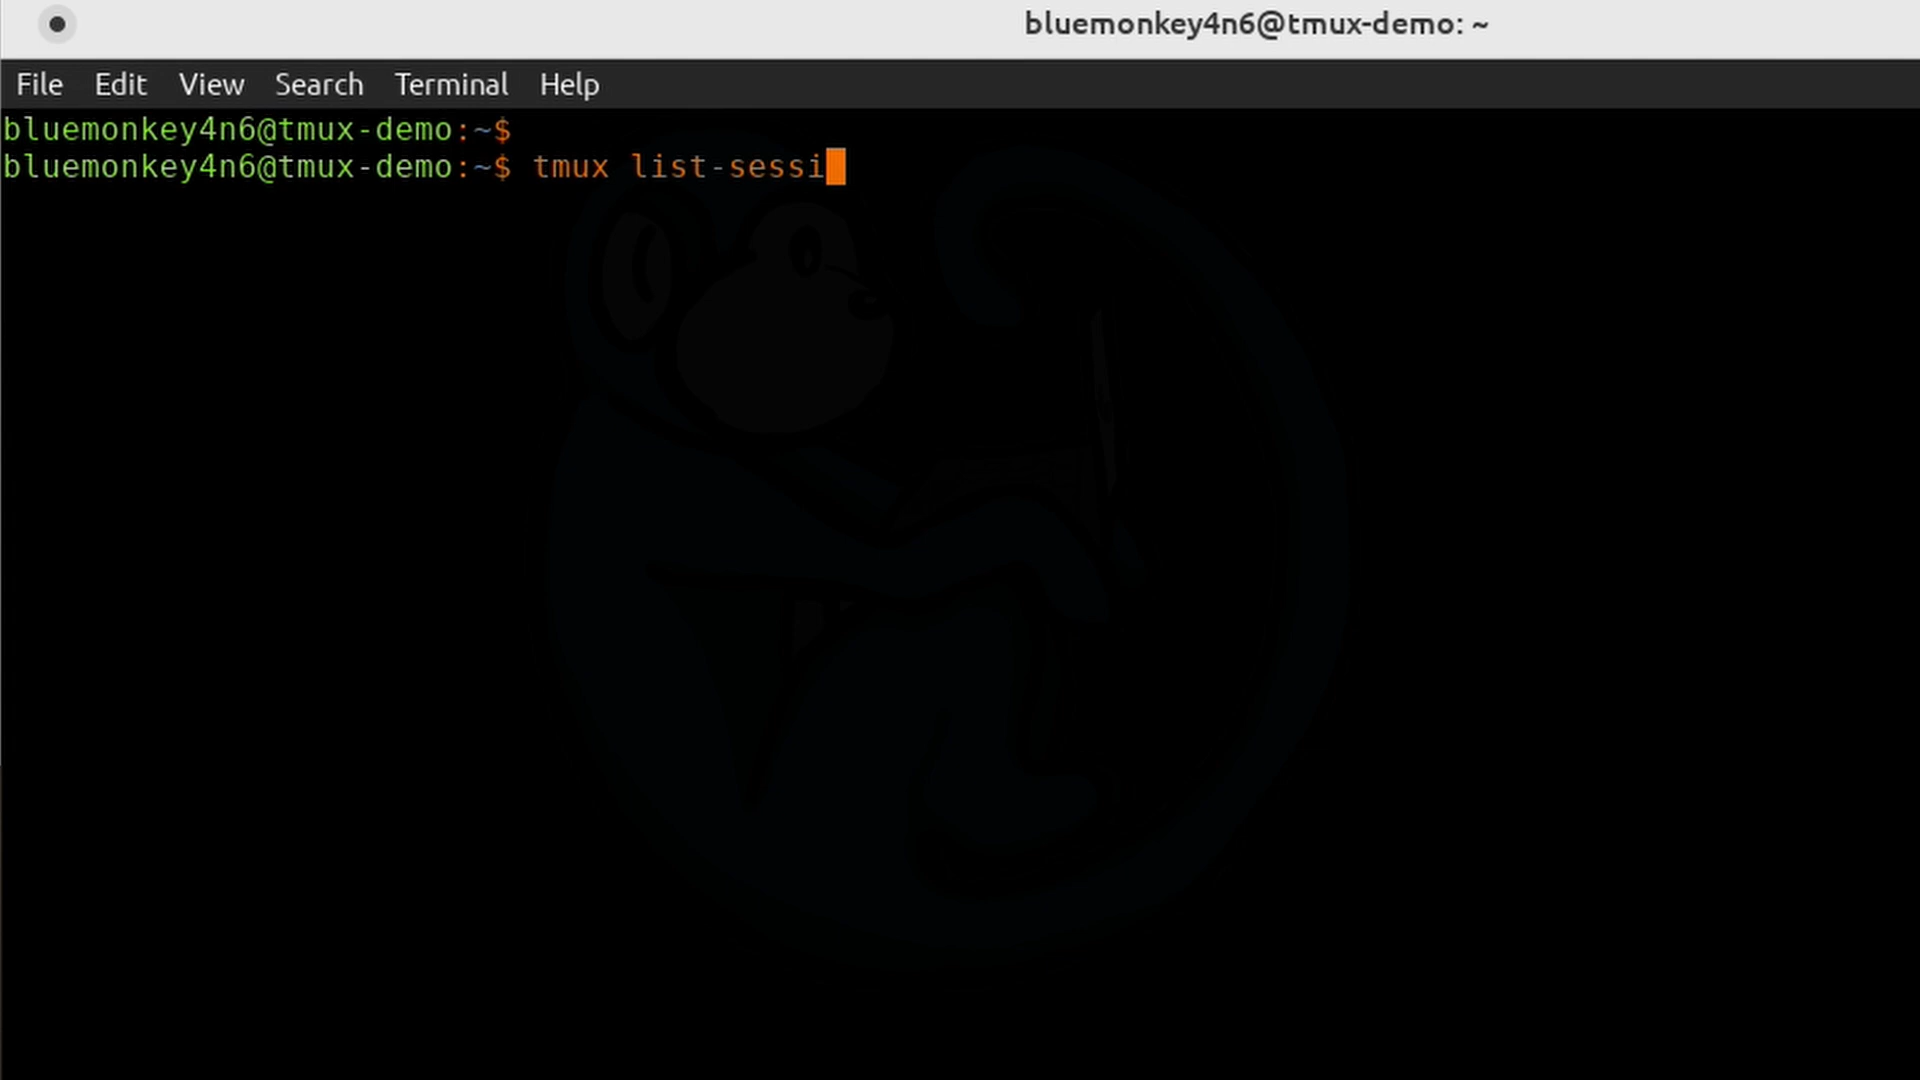 bluemonkey4n6@tmux-demo: ~
File Edit View Search Terminal Help
bluemonkey4n6@tmux-demo:~$
bluemonkey4n6@tmux-demo:~$ tmux list-sessi